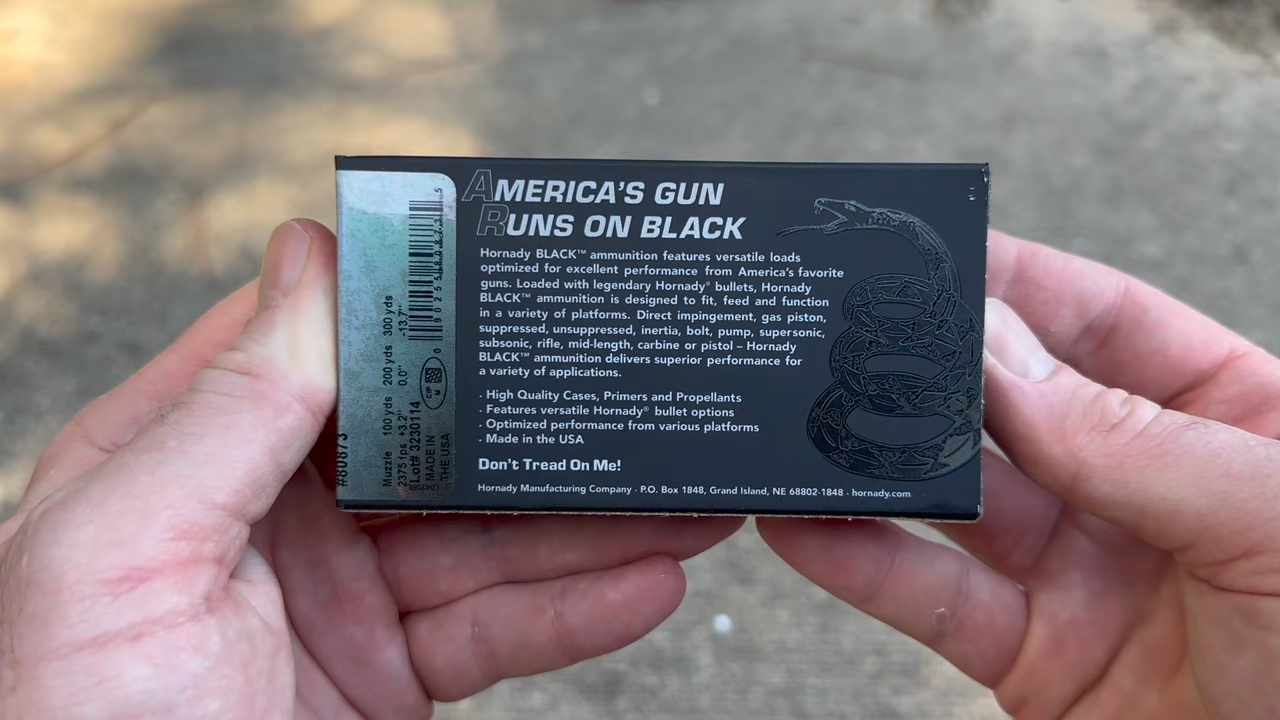 AMERICA'S GUN
RUNS ON BLACK
Hornady BLACK™ ammunition features versatile loads
optimized for excellent performance from America's favorite
guns. Loaded with legendary Hornady® bullets, Hornady
BLACK™ ammunition is designed to fit, feed and function
in a variety of platforms. Direct impingement, gas piston,
suppressed, unsuppressed, inertia, bolt, pump, supersonic,
subsonic, rifle, mid-length, carbine or pistol – Hornady
BLACK™ ammunition delivers superior performance for
a variety of applications.
· High Quality Cases, Primers and Propellants
· Features versatile Hornady® bullet options
· Optimized performance from various platforms
· Made in the USA
Don't Tread On Me!
Hornady Manufacturing Company · P.O. Box 1848, Grand Island, NE 68802-1848 · hornady.com
#80873
Muzzle 100 yds 200 yds 300 yds
2375 fps +3.2" 0.0" -13.7"
Lot# 3230114
MADE IN
THE USA
CIP
M